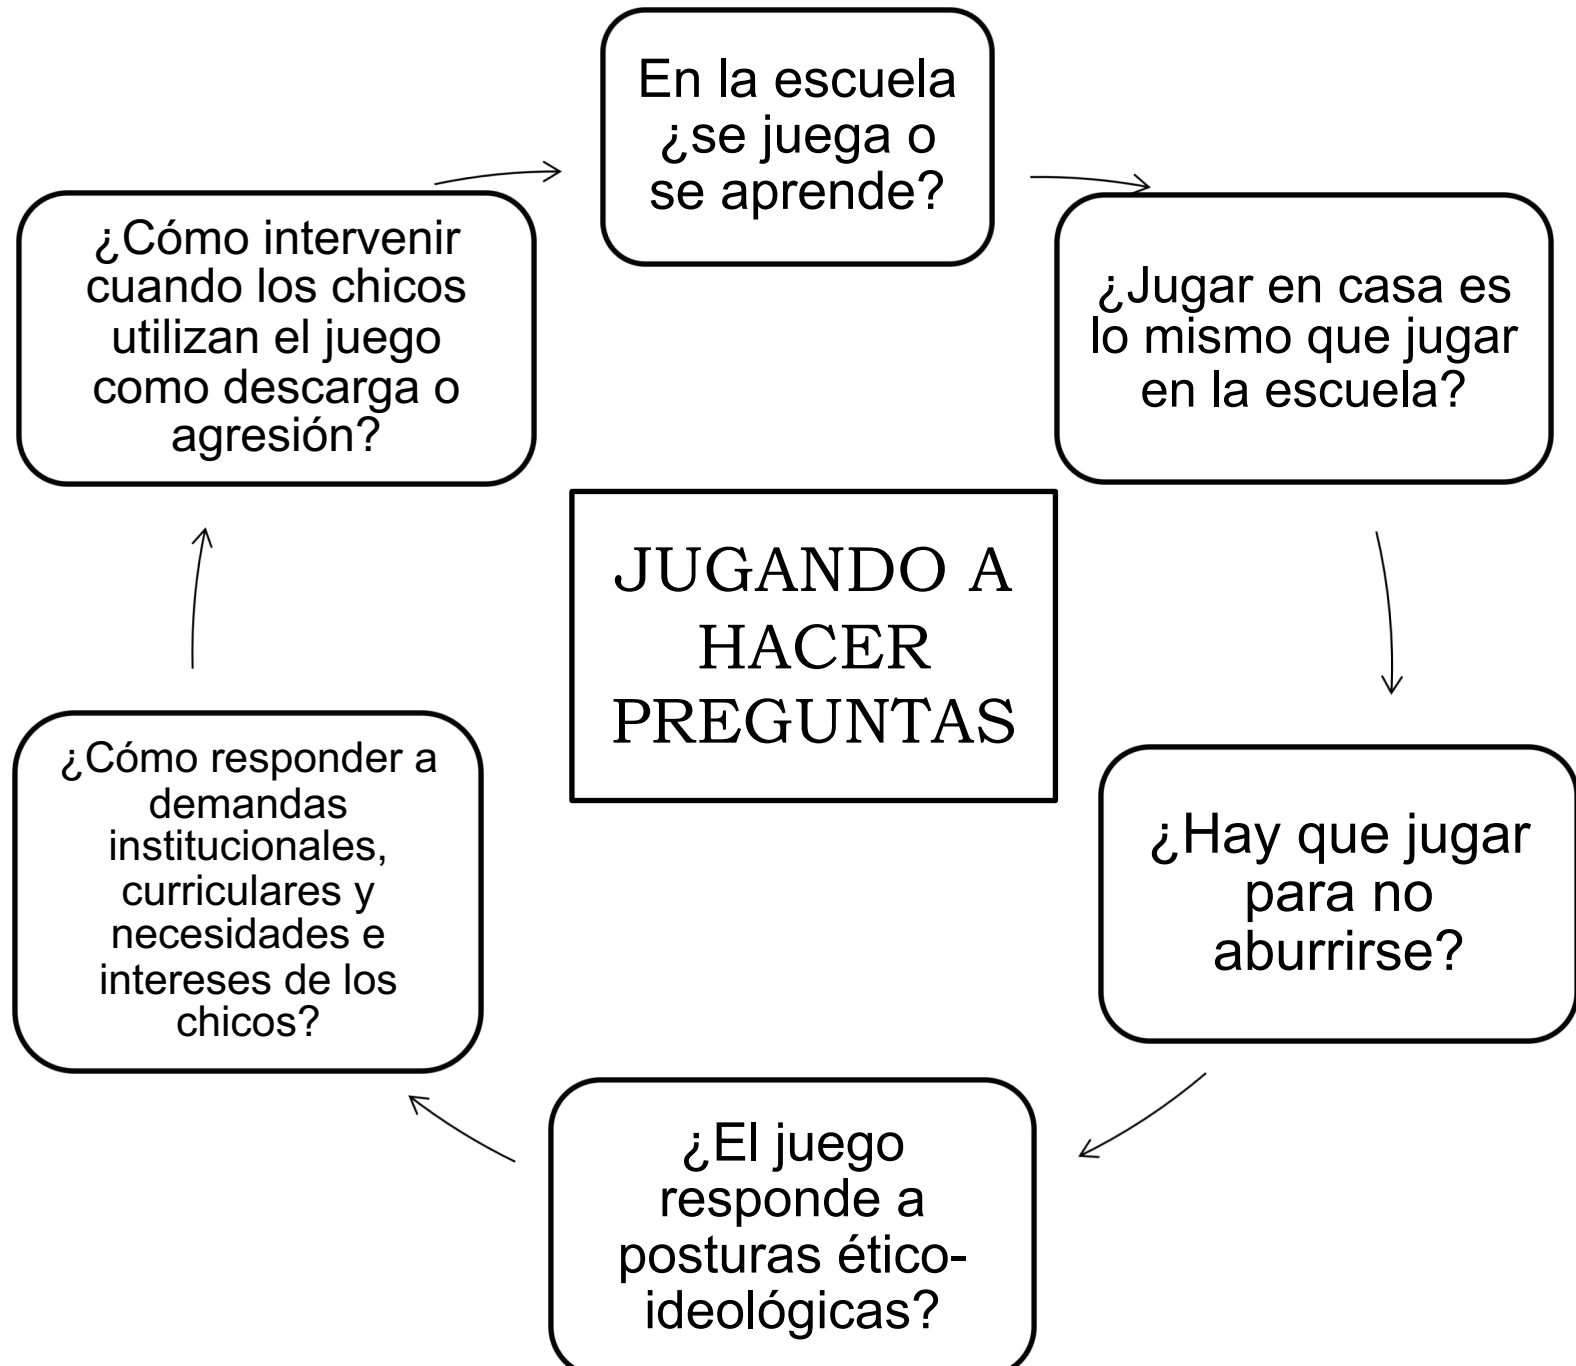 En la escuela
¿se juega o
se aprende?
¿Jugar en casa es
lo mismo que jugar
en la escuela?
¿Hay que jugar
para no
aburrirse?
¿El juego
responde a
posturas ético-
ideológicas?
¿Cómo responder a
demandas
institucionales,
curriculares y
necesidades e
intereses de los
chicos?
¿Cómo intervenir
cuando los chicos
utilizan el juego
como descarga o
agresión?
JUGANDO A
HACER
PREGUNTAS